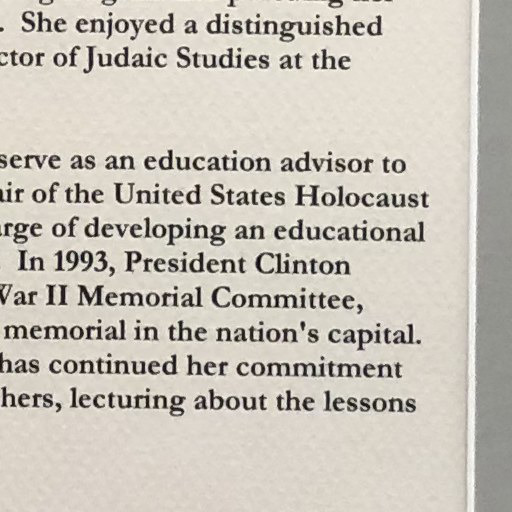 . She enjoyed a distinguished
ctor of Judaic Studies at the
serve as an education advisor to
air of the United States Holocaust
arge of developing an educational
. In 1993, President Clinton
War II Memorial Committee,
memorial in the nation's capital.
has continued her commitment
hers, lecturing about the lessons